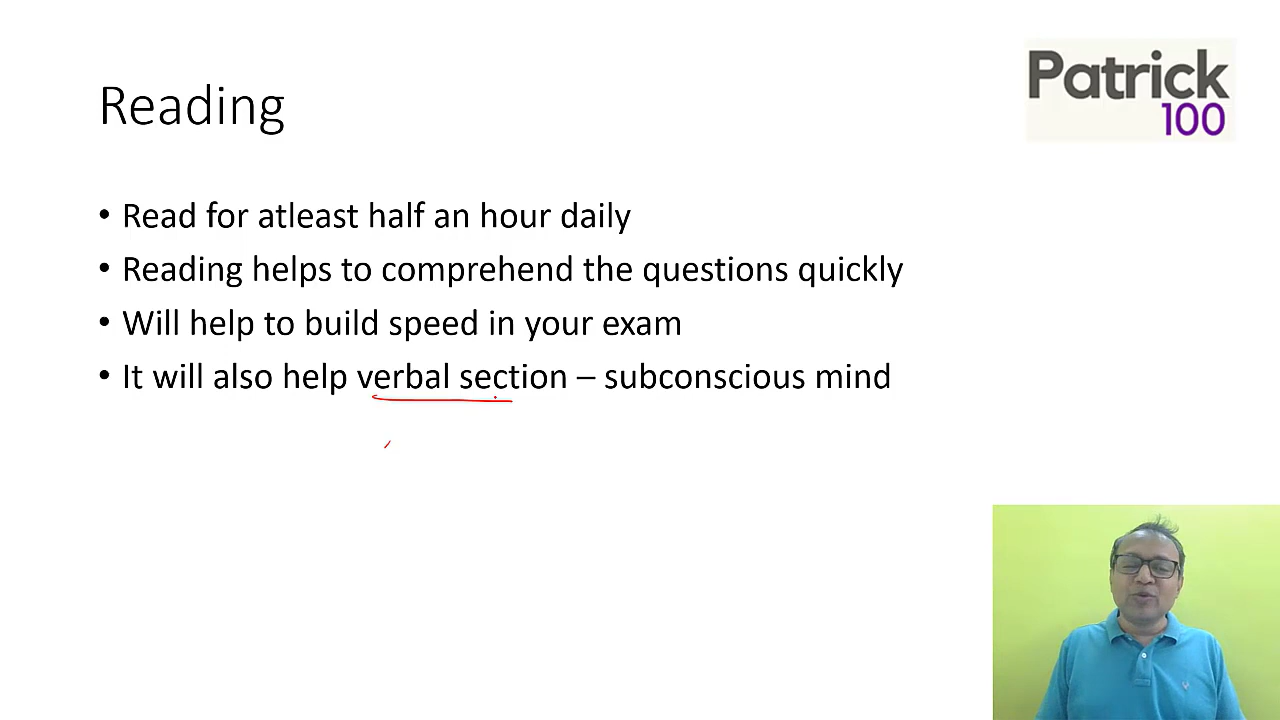 Patrick
100
Reading
• Read for atleast half an hour daily
• Reading helps to comprehend the questions quickly
• Will help to build speed in your exam
• It will also help verbal section – subconscious mind